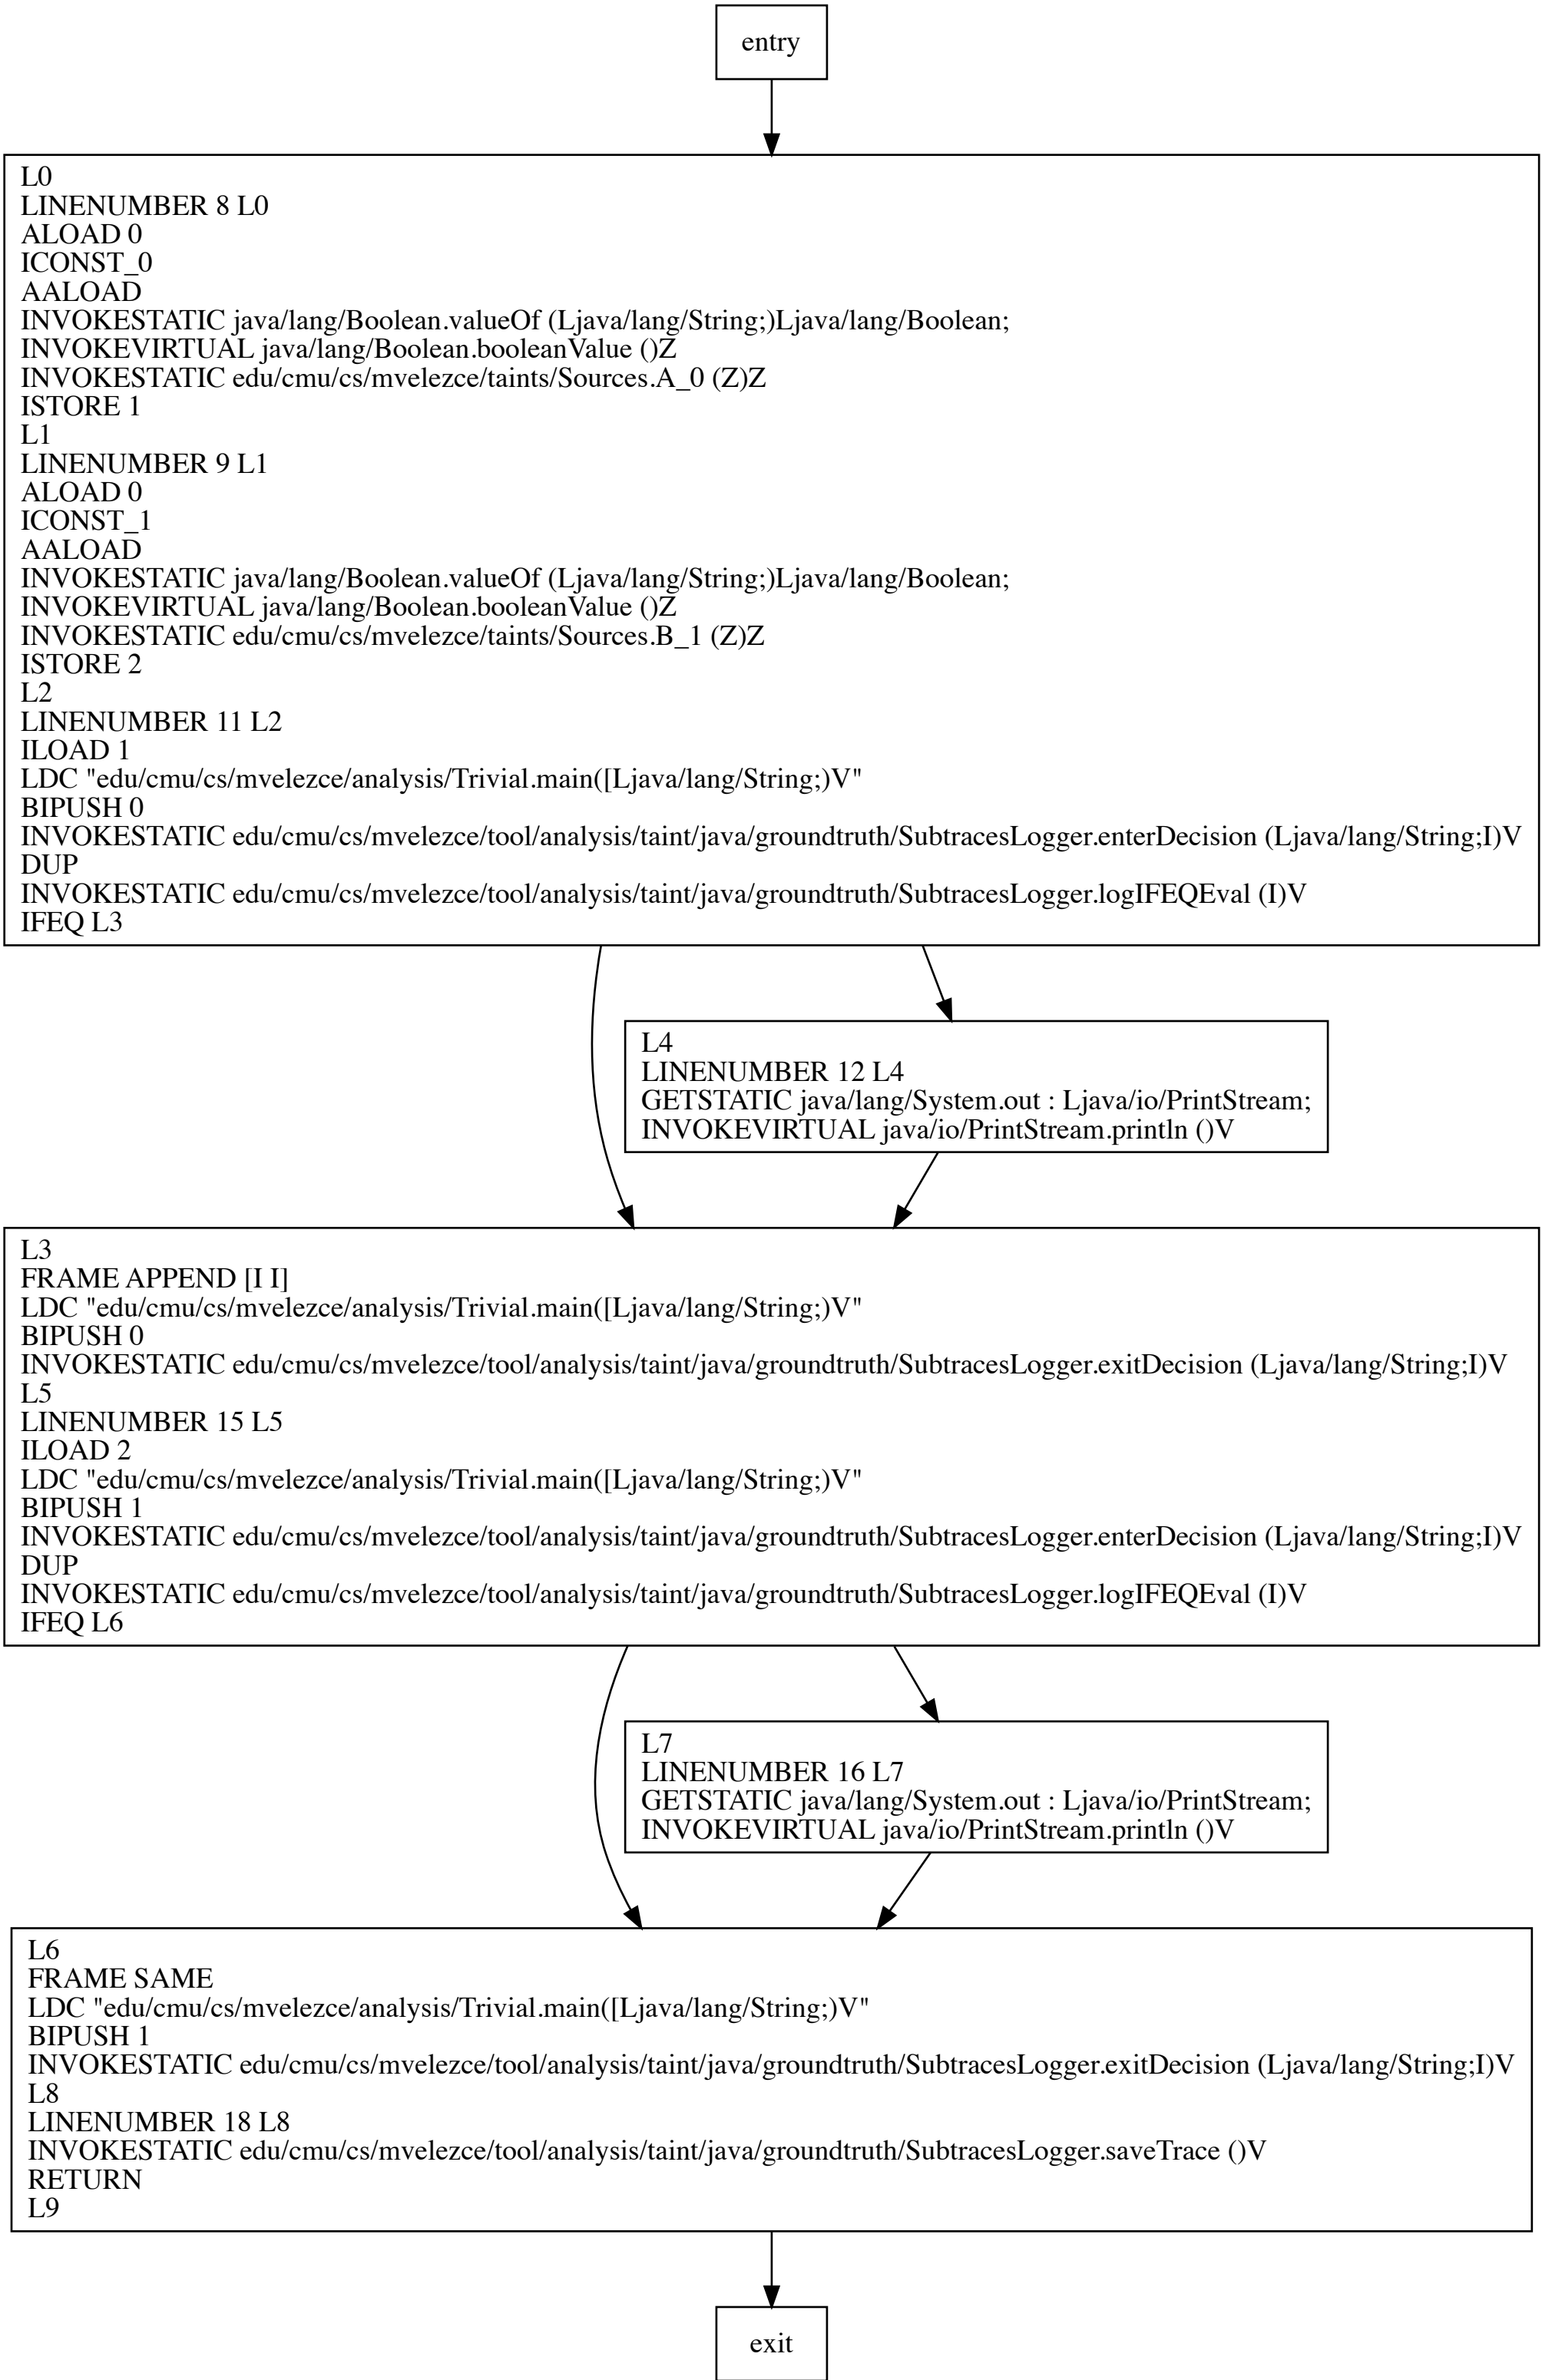 entry
L0
LINENUMBER 8 L0
ALOAD 0
ICONST_0
AALOAD
INVOKESTATIC java/lang/Boolean.valueOf (Ljava/lang/String;)Ljava/lang/Boolean;
INVOKEVIRTUAL java/lang/Boolean.booleanValue ()Z
INVOKESTATIC edu/cmu/cs/mvelezce/taints/Sources.A_0 (Z)Z
ISTORE 1
L1
LINENUMBER 9 L1
ALOAD 0
ICONST_1
AALOAD
INVOKESTATIC java/lang/Boolean.valueOf (Ljava/lang/String;)Ljava/lang/Boolean;
INVOKEVIRTUAL java/lang/Boolean.booleanValue ()Z
INVOKESTATIC edu/cmu/cs/mvelezce/taints/Sources.B_1 (Z)Z
ISTORE 2
L2
LINENUMBER 11 L2
ILOAD 1
LDC "edu/cmu/cs/mvelezce/analysis/Trivial.main([Ljava/lang/String;)V"
BIPUSH 0
INVOKESTATIC edu/cmu/cs/mvelezce/tool/analysis/taint/java/groundtruth/SubtracesLogger.enterDecision (Ljava/lang/String;I)V
DUP
INVOKESTATIC edu/cmu/cs/mvelezce/tool/analysis/taint/java/groundtruth/SubtracesLogger.logIFEQEval (I)V
IFEQ L3
L4
LINENUMBER 12 L4
GETSTATIC java/lang/System.out : Ljava/io/PrintStream;
INVOKEVIRTUAL java/io/PrintStream.println ()V
L3
FRAME APPEND [I I]
LDC "edu/cmu/cs/mvelezce/analysis/Trivial.main([Ljava/lang/String;)V"
BIPUSH 0
INVOKESTATIC edu/cmu/cs/mvelezce/tool/analysis/taint/java/groundtruth/SubtracesLogger.exitDecision (Ljava/lang/String;I)V
L5
LINENUMBER 15 L5
ILOAD 2
LDC "edu/cmu/cs/mvelezce/analysis/Trivial.main([Ljava/lang/String;)V"
BIPUSH 1
INVOKESTATIC edu/cmu/cs/mvelezce/tool/analysis/taint/java/groundtruth/SubtracesLogger.enterDecision (Ljava/lang/String;I)V
DUP
INVOKESTATIC edu/cmu/cs/mvelezce/tool/analysis/taint/java/groundtruth/SubtracesLogger.logIFEQEval (I)V
IFEQ L6
L7
LINENUMBER 16 L7
GETSTATIC java/lang/System.out : Ljava/io/PrintStream;
INVOKEVIRTUAL java/io/PrintStream.println ()V
L6
FRAME SAME
LDC "edu/cmu/cs/mvelezce/analysis/Trivial.main([Ljava/lang/String;)V"
BIPUSH 1
INVOKESTATIC edu/cmu/cs/mvelezce/tool/analysis/taint/java/groundtruth/SubtracesLogger.exitDecision (Ljava/lang/String;I)V
L8
LINENUMBER 18 L8
INVOKESTATIC edu/cmu/cs/mvelezce/tool/analysis/taint/java/groundtruth/SubtracesLogger.saveTrace ()V
RETURN
L9
exit